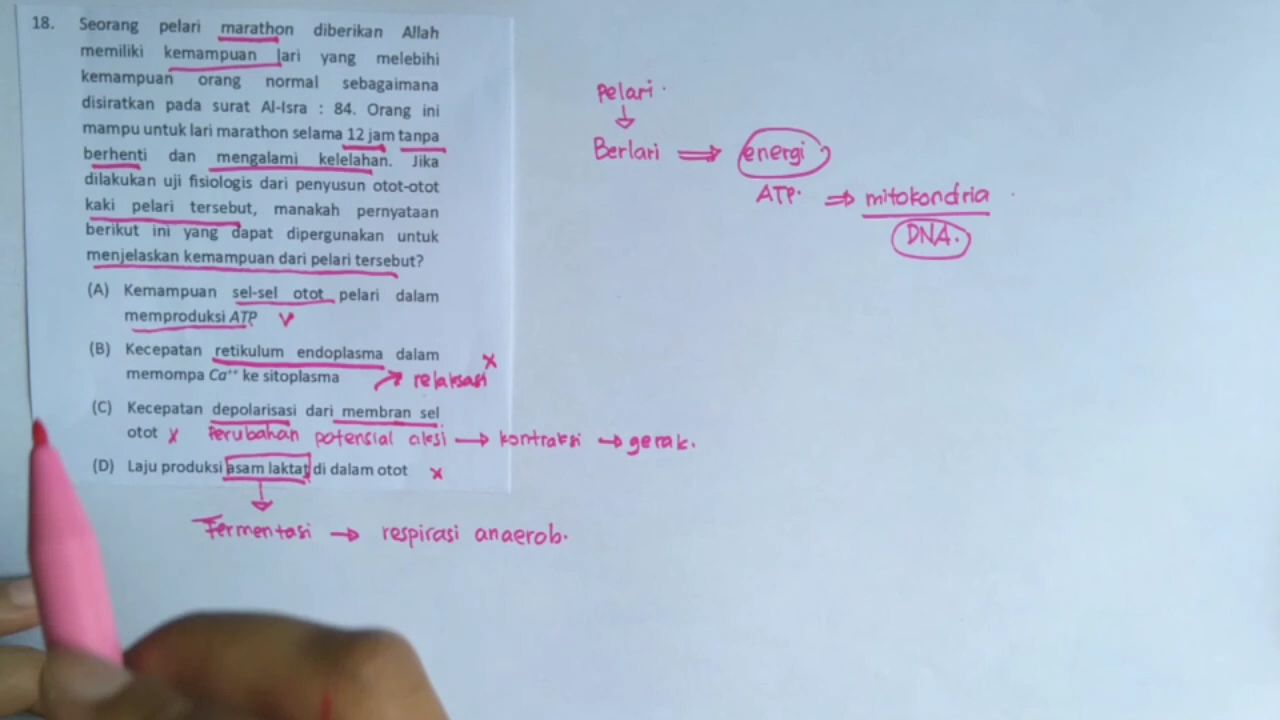 18. Seorang pelari marathon diberikan Allah
memiliki kemampuan lari yang melebihi
kemampuan orang normal sebagaimana
disiratkan pada surat Al-Isra : 84. Orang ini
mampu untuk lari marathon selama 12 jam tanpa
berhenti dan mengalami kelelahan. Jika
dilakukan uji fisiologis dari penyusun otot-otot
kaki pelari tersebut, manakah pernyataan
berikut ini yang dapat dipergunakan untuk
menjelaskan kemampuan dari pelari tersebut?
(A) Kemampuan sel-sel otot pelari dalam
memproduksi ATP v
(B) Kecepatan retikulum endoplasma dalam x
memompa Ca⁺⁺ ke sitoplasma → relaksasi
(C) Kecepatan depolarisasi dari membran sel
otot x Perubahan potensial aksi → kontraksi → gerak.
(D) Laju produksi asam laktat di dalam otot x
↓
Fermentasi → respirasi anaerob.
Pelari.
↓
Berlari ⇒ energi
ATP. ⇒ mitokondria
DNA.